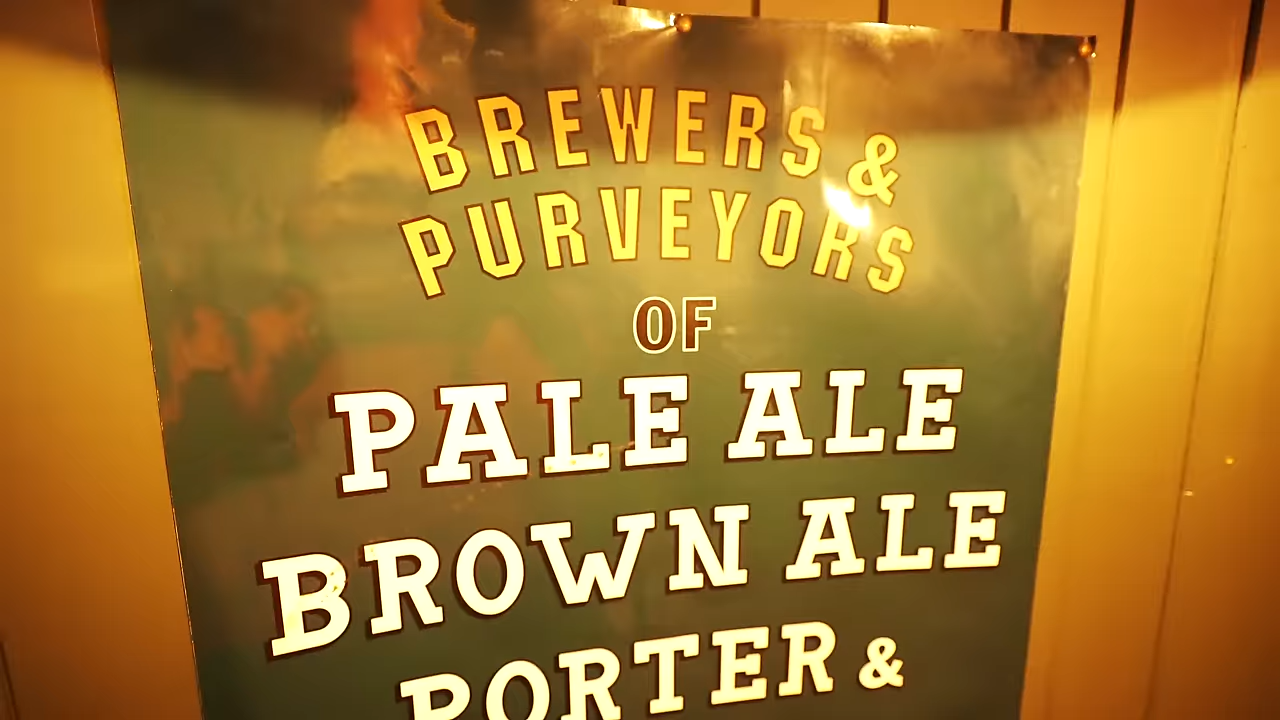 BREWERS &
PURVEYORS
OF
PALE ALE
BROWN ALE
PORTER &